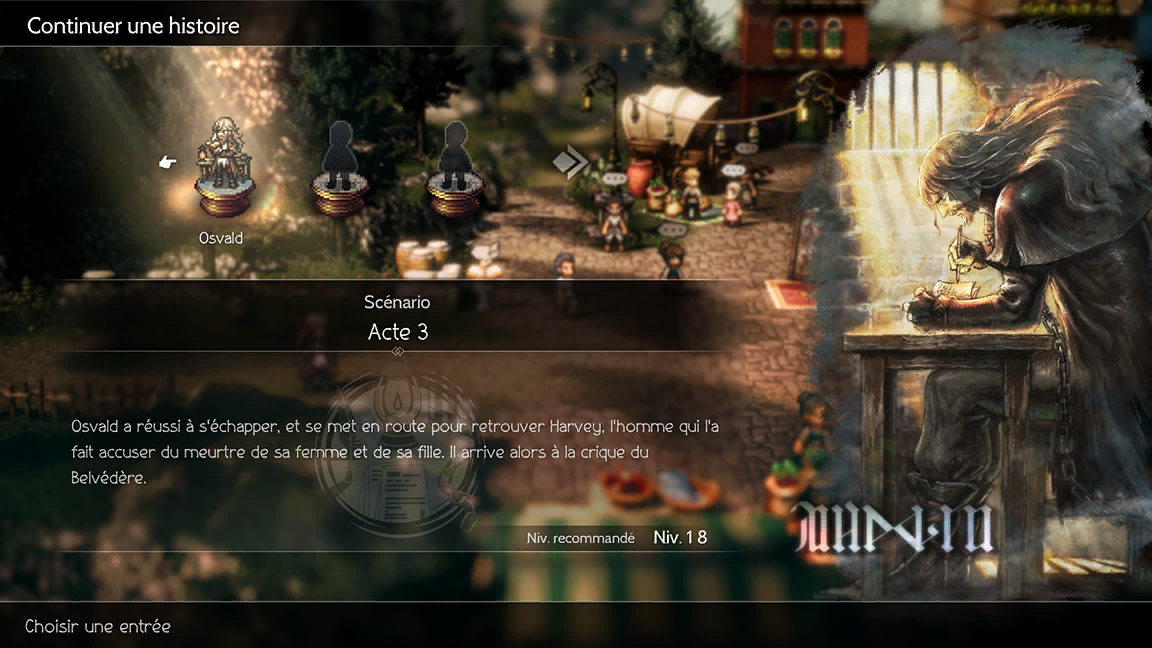 Continuer une histoire
Osvald
Scénario
Acte 3
Osvald a réussi à s'échapper, et se met en route pour retrouver Harvey, l'homme qui l'a
fait accuser du meurtre de sa femme et de sa fille. Il arrive alors à la crique du
Belvédère.
Niv. recommandé Niv. 18
Choisir une entrée